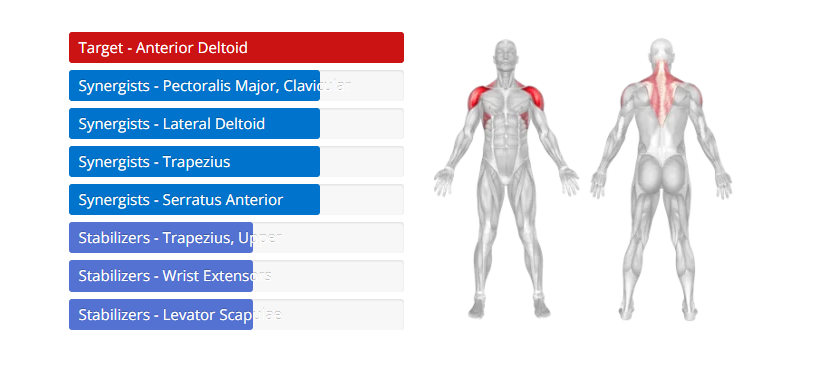 Target - Anterior Deltoid
Synergists - Pectoralis Major, Clavicular
Synergists - Lateral Deltoid
Synergists - Trapezius
Synergists - Serratus Anterior
Stabilizers - Trapezius, Upper
Stabilizers - Wrist Extensors
Stabilizers - Levator Scapulae